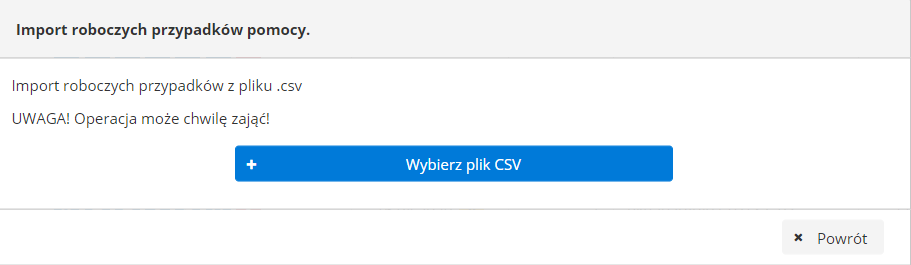 Import roboczych przypadków pomocy.
Import roboczych przypadków z pliku .csv
UWAGA! Operacja może chwilę zająć!
Wybierz plik CSV
Powrót